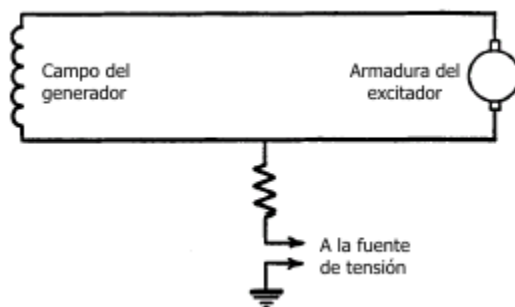 Campo del
generador
Armadura del
excitador
A la fuente
de tensión